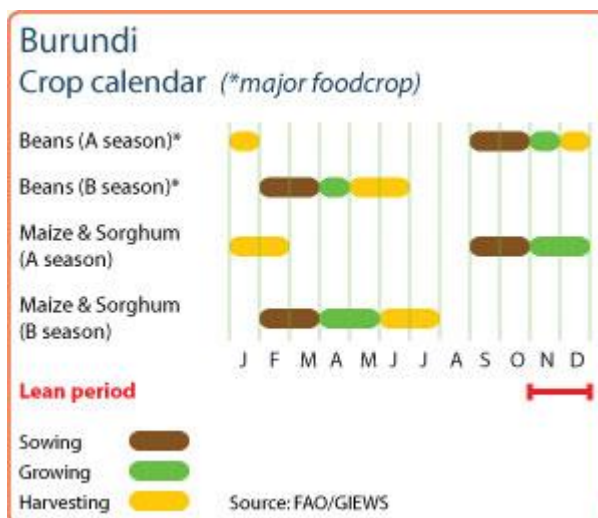 Burundi
Crop calendar (*major foodcrop)
Beans (A season)*
Beans (B season)*
Maize & Sorghum
(A season)
Maize & Sorghum
(B season)
J F M A M J J A S O N D
Lean period
Sowing
Growing
Harvesting
Source: FAO/GIEWS